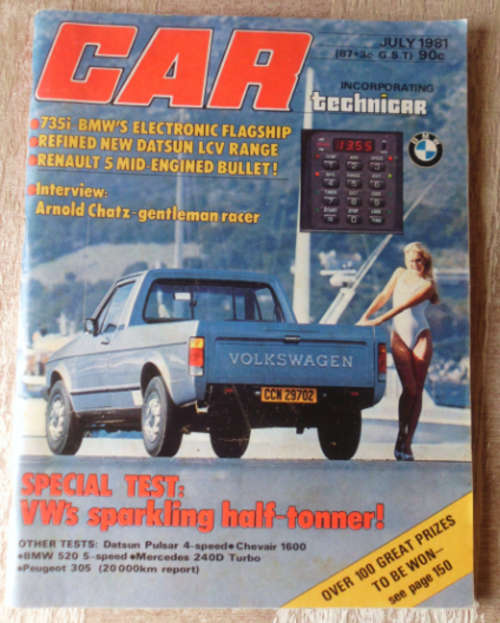 CAR
JULY 1981
(87+3c G.S.T) 90c
INCORPORATING
technicar
735i BMW'S ELECTRONIC FLAGSHIP
REFINED NEW DATSUN LCV RANGE
RENAULT 5 MID-ENGINED BULLET!
Interview:
Arnold Chatz-gentleman racer
1355
VOLKSWAGEN
CCN 29702
SPECIAL TEST:
VW's sparkling half-tonner!
OTHER TESTS: Datsun Pulsar 4-speed•Chevair 1600
•BMW 520 5-speed•Mercedes 240D Turbo
•Peugeot 305 (20 000km report)
OVER 100 GREAT PRIZES
TO BE WON—
see page 150